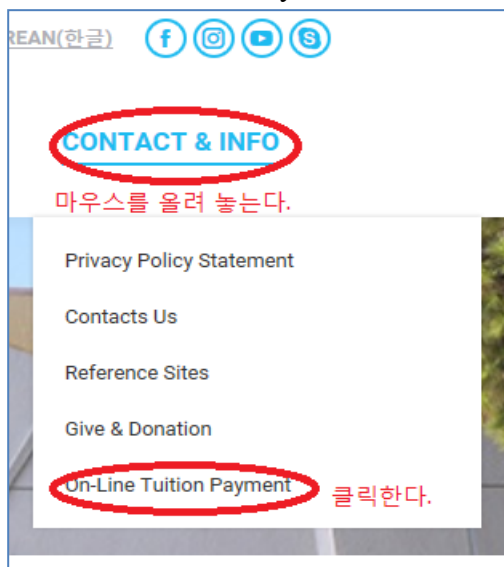 REAN(한글)
CONTACT & INFO
마우스를 올려 놓는다.
Privacy Policy Statement
Contacts Us
Reference Sites
Give & Donation
On-Line Tuition Payment 클릭한다.